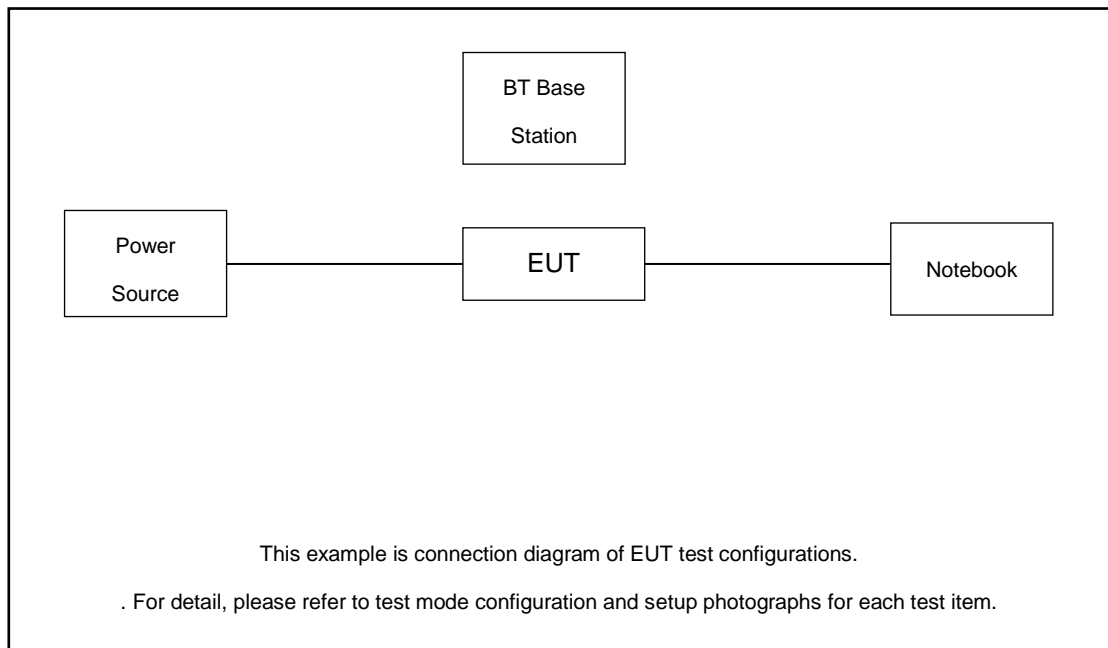 BT Base
Station
Power
Source
EUT
Notebook
This example is connection diagram of EUT test configurations.
. For detail, please refer to test mode configuration and setup photographs for each test item.